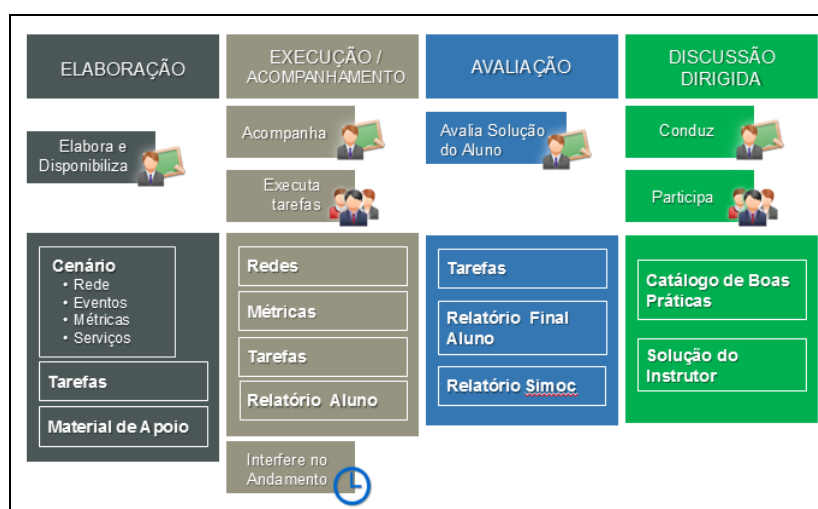 ELABORAÇÃO
Elabora e
Disponibiliza
Cenário
• Rede
• Eventos
• Métricas
• Serviços
Tarefas
Material de Apoio
EXECUÇÃO /
ACOMPANHAMENTO
Acompanha
Executa
tarefas
Redes
Métricas
Tarefas
Relatório Aluno
Interfere no
Andamento
AVALIAÇÃO
Avalia Solução
do Aluno
Tarefas
Relatório Final
Aluno
Relatório Simoc
DISCUSSÃO
DIRIGIDA
Conduz
Participa
Catálogo de Boas
Práticas
Solução do
Instrutor